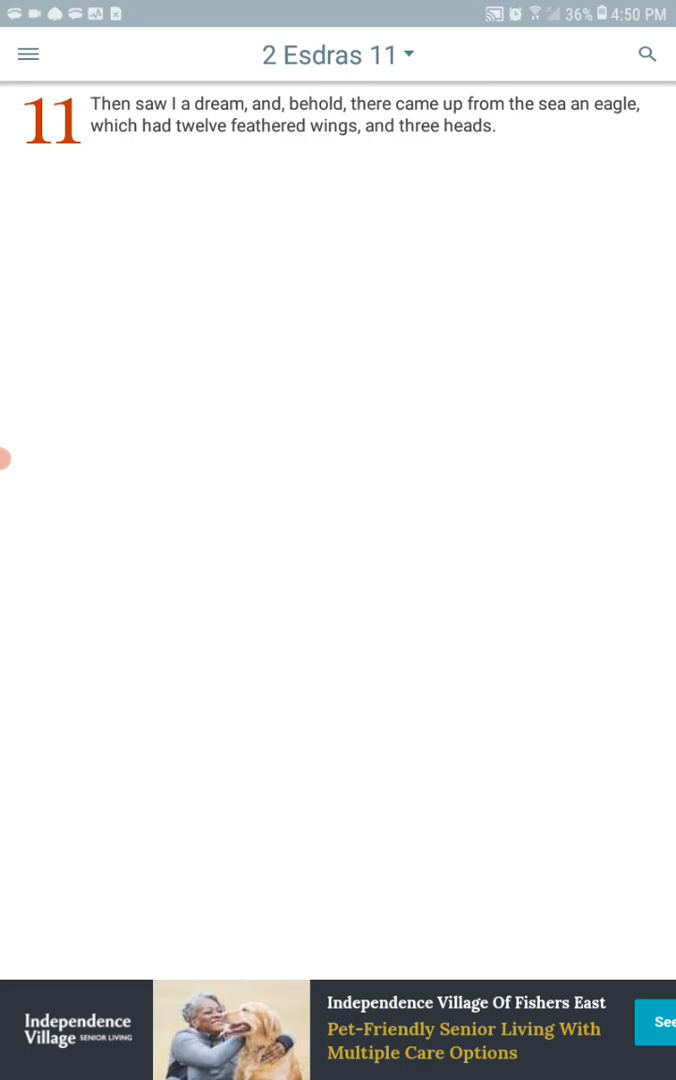 36% 4:50 PM
2 Esdras 11
11 Then saw I a dream, and, behold, there came up from the sea an eagle,
which had twelve feathered wings, and three heads.
Independence Village Of Fishers East
Independence
Village SENIOR LIVING
Pet-Friendly Senior Living With
Multiple Care Options
See